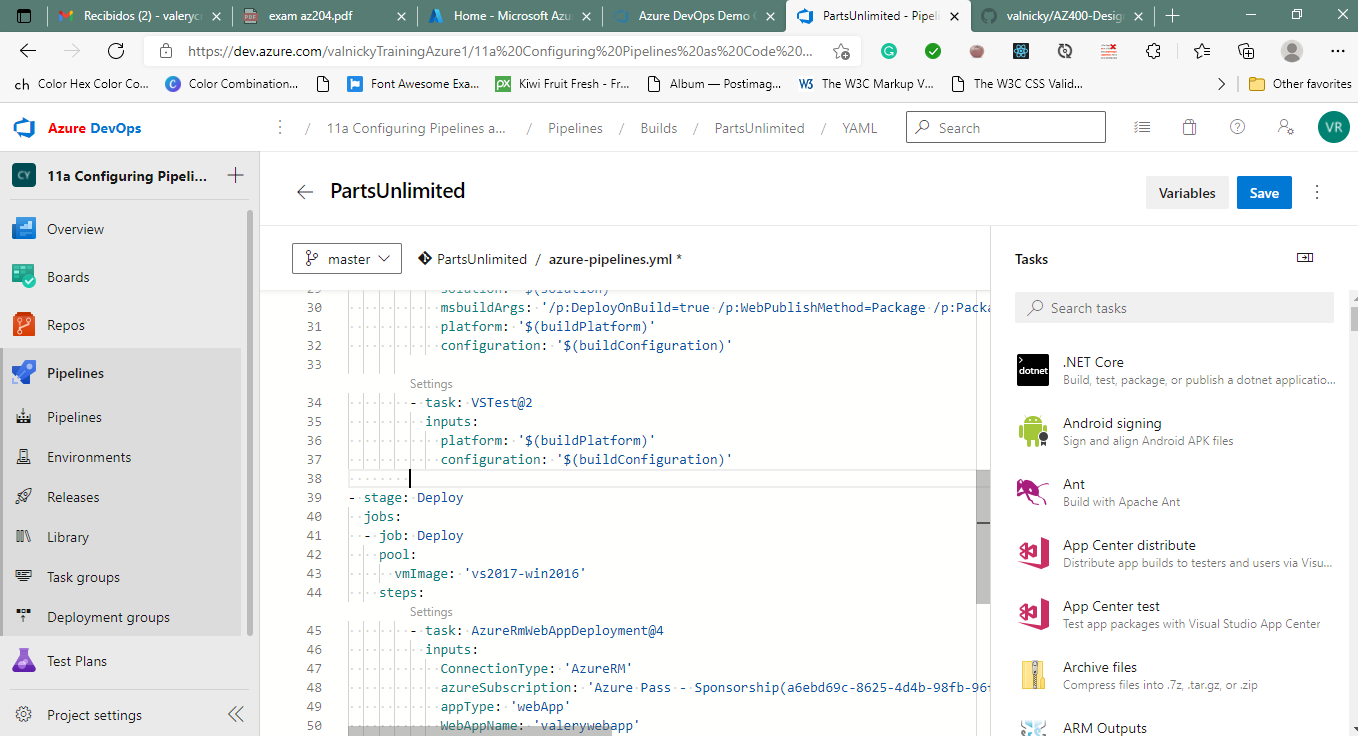 Recibidos (2) - valeryc
exam az204.pdf
Home - Microsoft Azu
Azure DevOps Demo
PartsUnlimited - Pipeli
valnicky/AZ400-Desig
https://dev.azure.com/valnickyTrainingAzure1/11a%20Configuring%20Pipelines%20as%20Code%20...
ch Color Hex Color Co...
Color Combination...
Font Awesome Exa...
Kiwi Fruit Fresh - Fr...
Album — Postimag...
The W3C Markup V...
The W3C CSS Valid...
Other favorites
Azure DevOps
/ 11a Configuring Pipelines a... / Pipelines / Builds / PartsUnlimited / YAML
Search
VR
CY 11a Configuring Pipeli...
Overview
Boards
Repos
Pipelines
Pipelines
Environments
Releases
Library
Task groups
Deployment groups
Test Plans
Project settings
PartsUnlimited
Variables
Save
master
PartsUnlimited / azure-pipelines.yml *
29 solution: '$(solution)'
30 msbuildArgs: '/p:DeployOnBuild=true /p:WebPublishMethod=Package /p:Packa
31 platform: '$(buildPlatform)'
32 configuration: '$(buildConfiguration)'
33
Settings
34 - task: VSTest@2
35 inputs:
36 platform: '$(buildPlatform)'
37 configuration: '$(buildConfiguration)'
38
39 - stage: Deploy
40 jobs:
41 - job: Deploy
42 pool:
43 vmImage: 'vs2017-win2016'
44 steps:
Settings
45 - task: AzureRmWebAppDeployment@4
46 inputs:
47 ConnectionType: 'AzureRM'
48 azureSubscription: 'Azure Pass - Sponsorship(a6ebd69c-8625-4d4b-98fb-96
49 appType: 'webApp'
50 WebAppName: 'valerywebapp'
Tasks
Search tasks
dotnet
.NET Core
Build, test, package, or publish a dotnet applicatio...
Android signing
Sign and align Android APK files
Ant
Build with Apache Ant
App Center distribute
Distribute app builds to testers and users via Visu...
App Center test
Test app packages with Visual Studio App Center
Archive files
Compress files into .7z, .tar.gz, or .zip
ARM Outputs